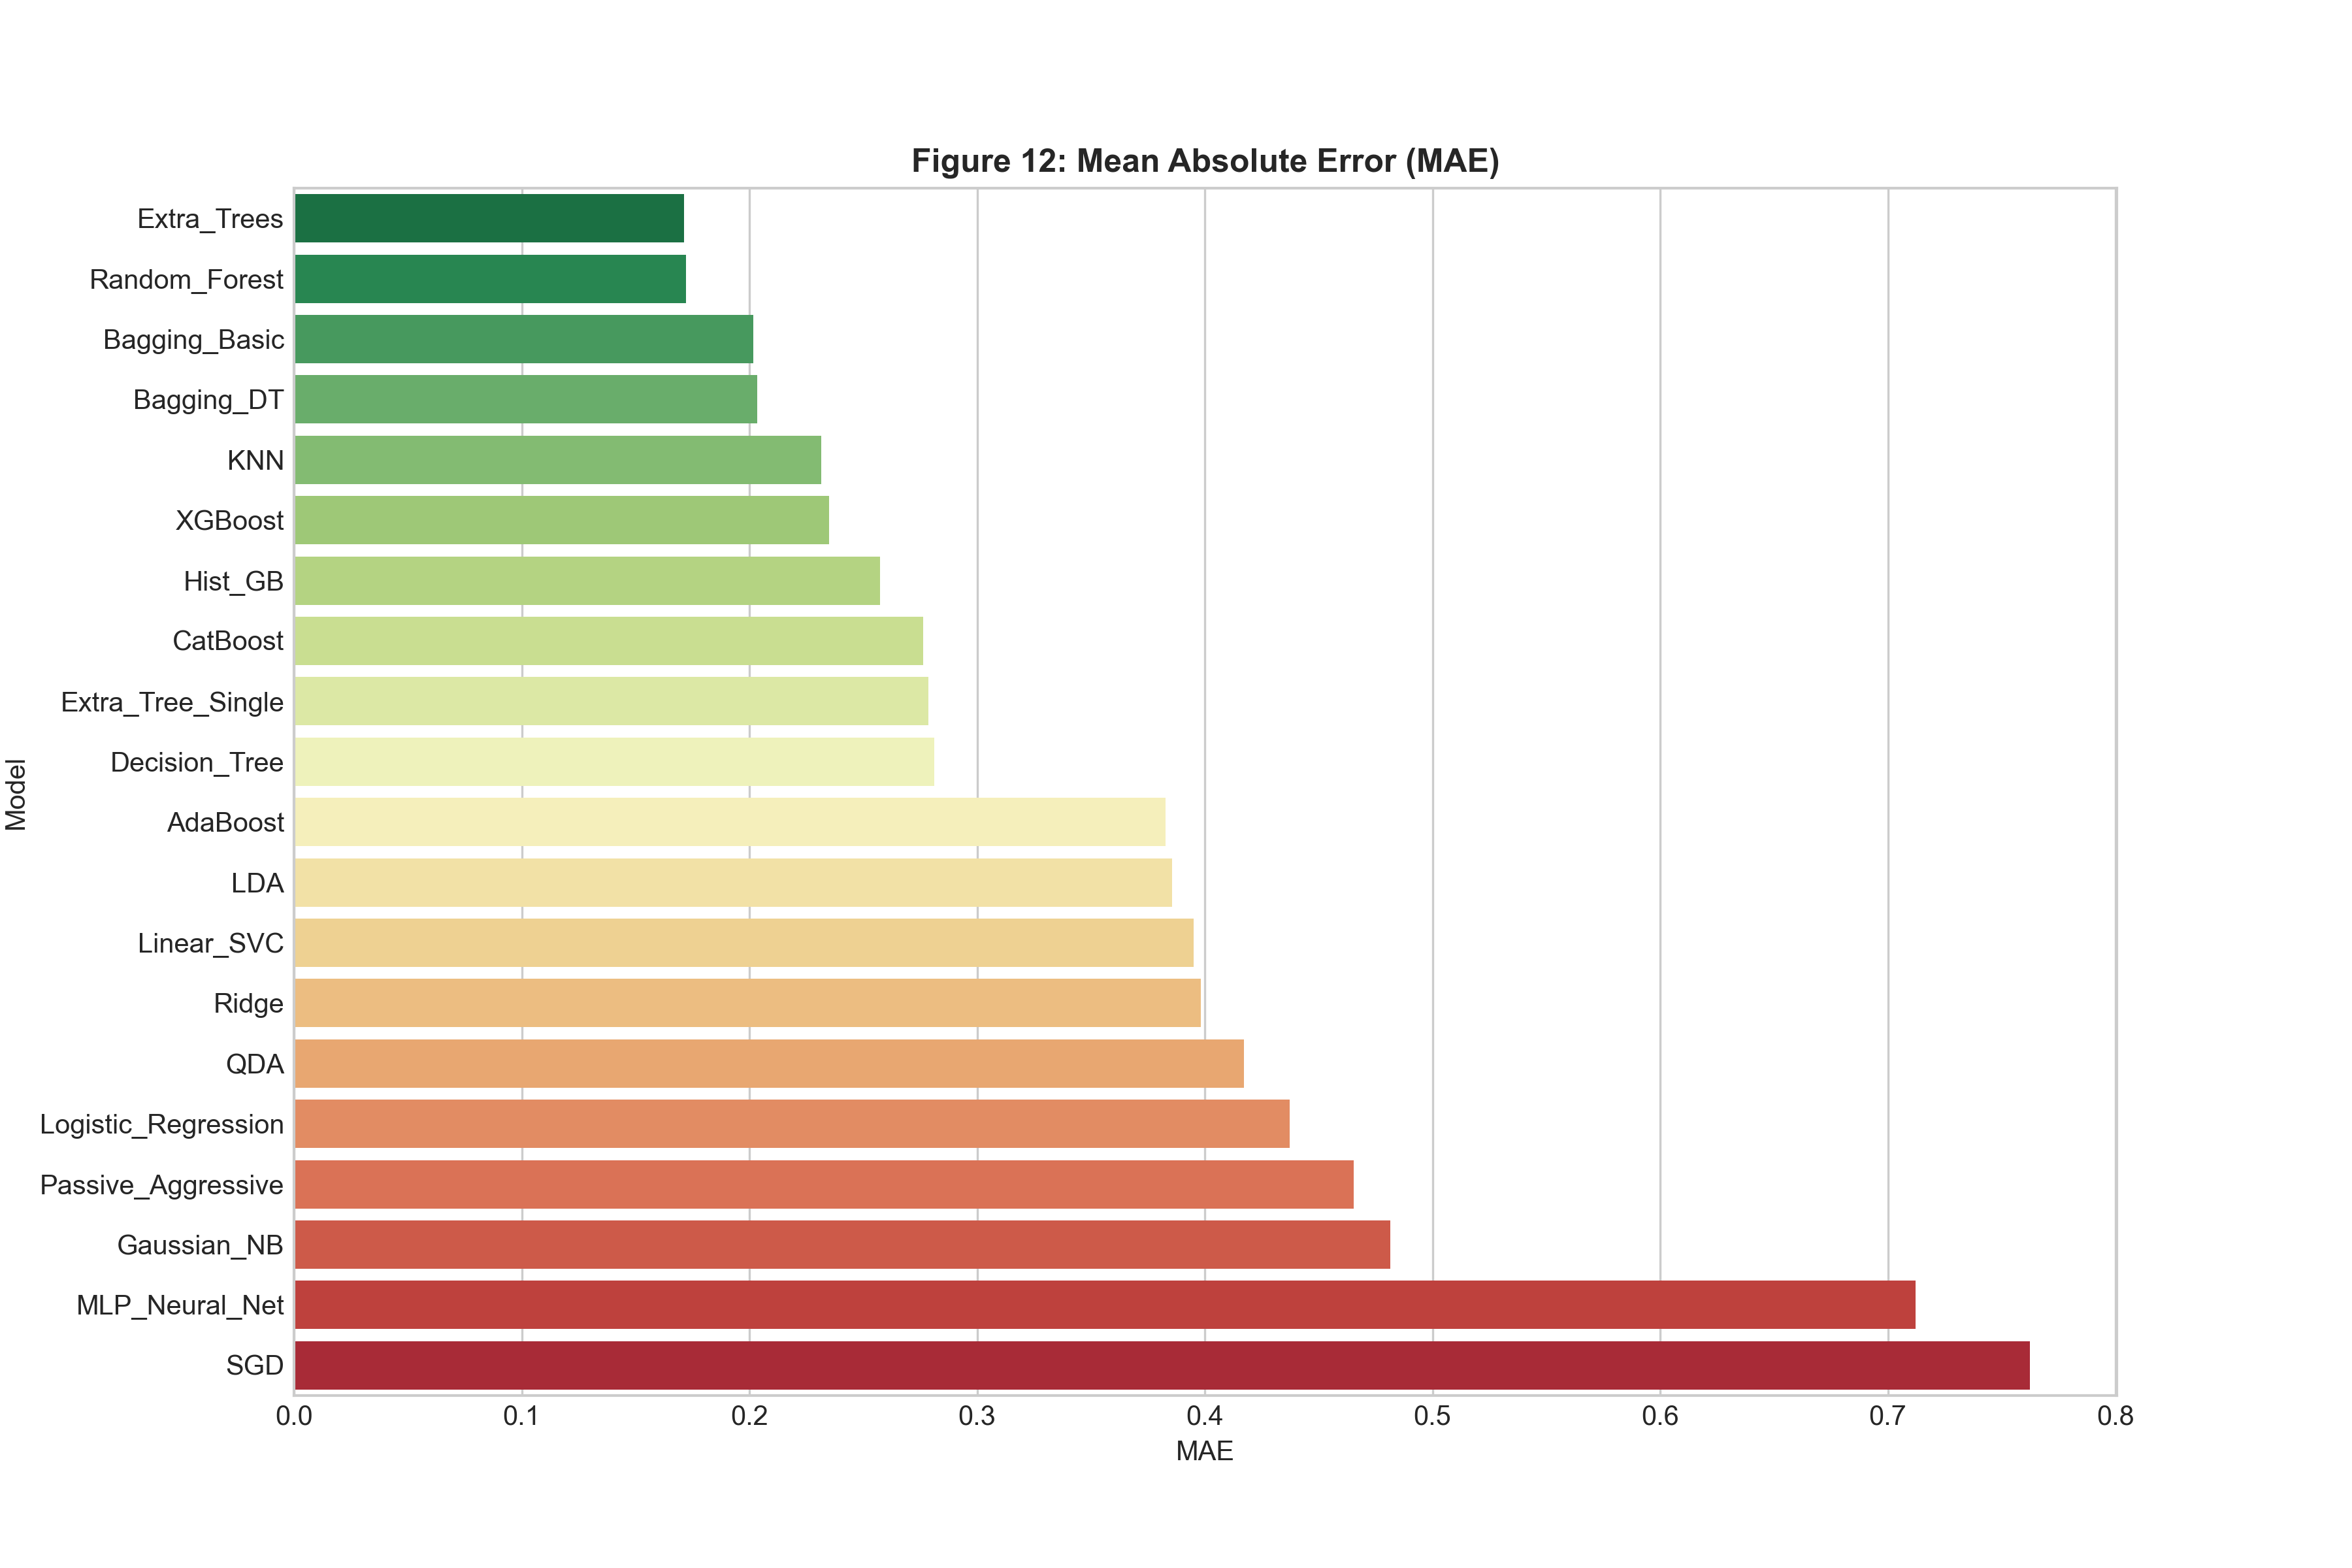 Figure 12: Mean Absolute Error (MAE)
Model
Extra_Trees
Random_Forest
Bagging_Basic
Bagging_DT
KNN
XGBoost
Hist_GB
CatBoost
Extra_Tree_Single
Decision_Tree
AdaBoost
LDA
Linear_SVC
Ridge
QDA
Logistic_Regression
Passive_Aggressive
Gaussian_NB
MLP_Neural_Net
SGD
0.0 0.1 0.2 0.3 0.4 0.5 0.6 0.7 0.8
MAE